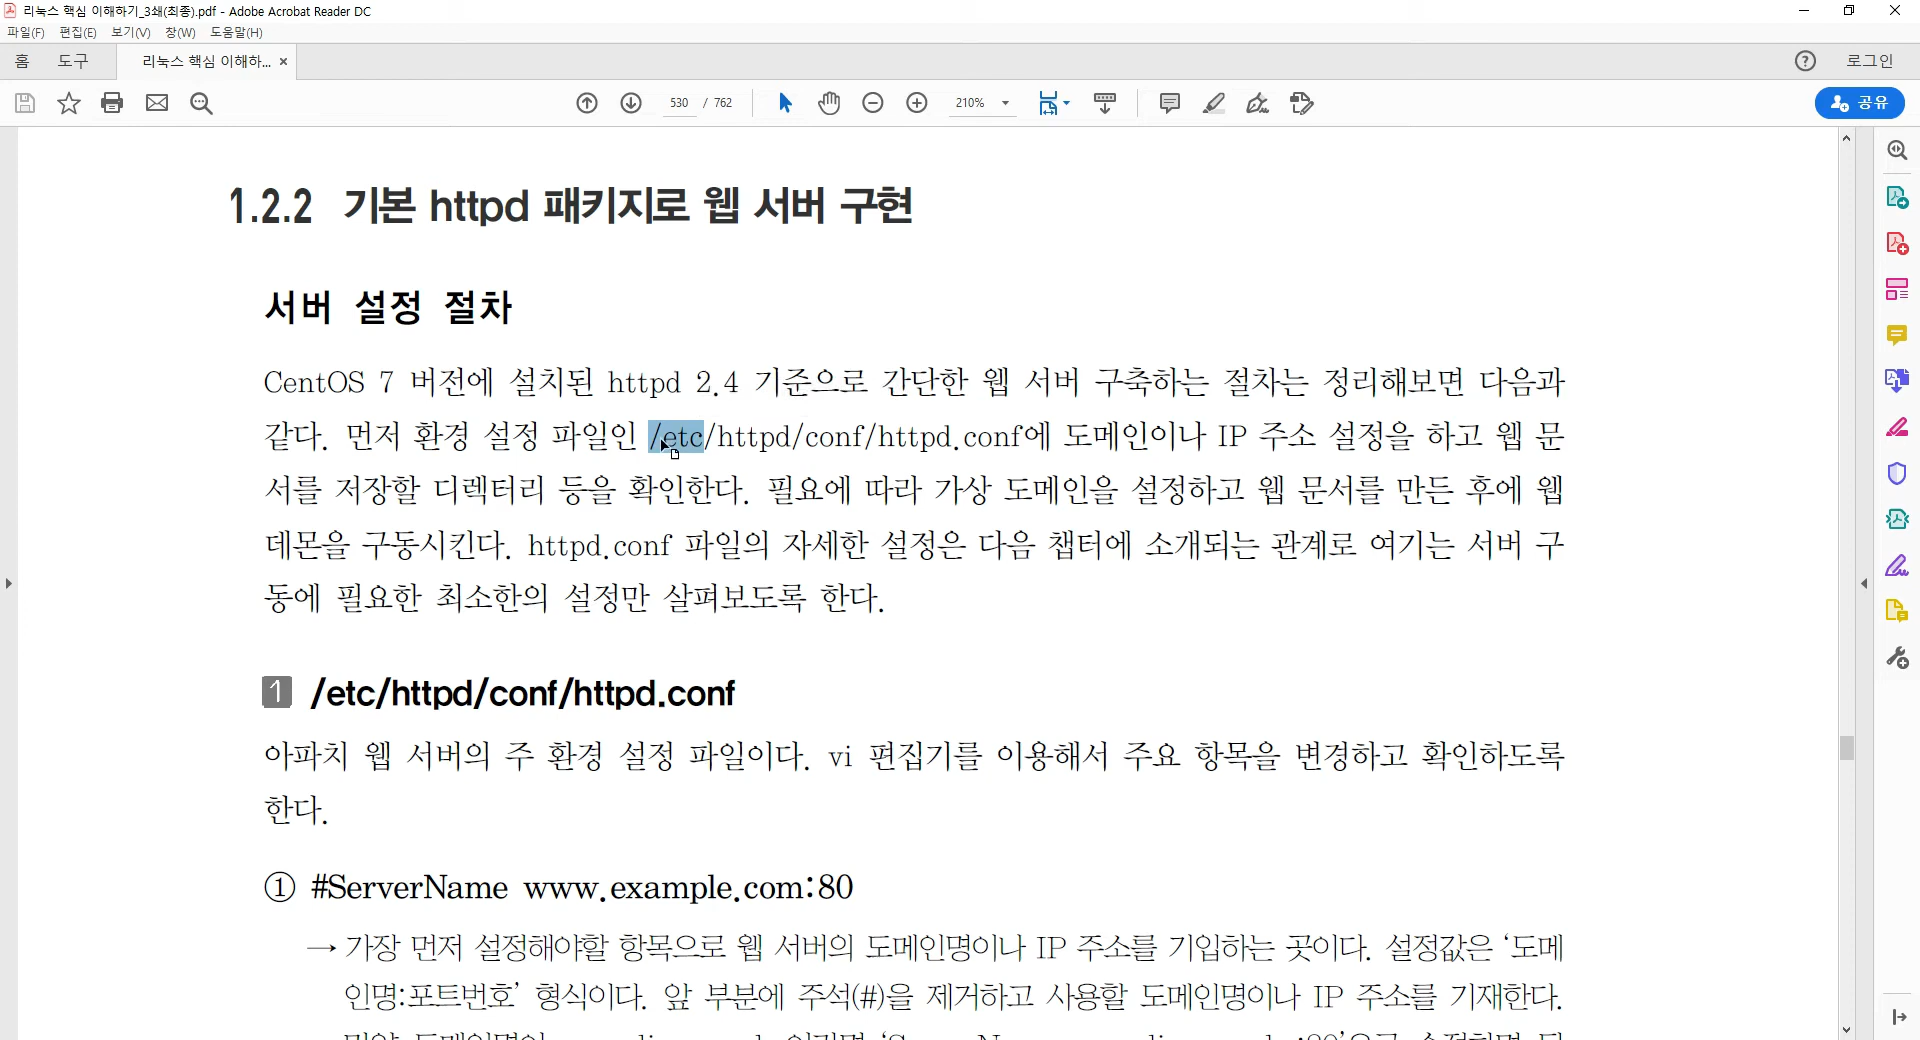 리눅스 핵심 이해하기_3쇄(최종).pdf - Adobe Acrobat Reader DC
파일(F) 편집(E) 보기(V) 창(W) 도움말(H)
홈 도구 리눅스 핵심 이해하... × 로그인
530 / 762 210% 공유
1.2.2 기본 httpd 패키지로 웹 서버 구현
서버 설정 절차
CentOS 7 버전에 설치된 httpd 2.4 기준으로 간단한 웹 서버 구축하는 절차는 정리해보면 다음과
같다. 먼저 환경 설정 파일인 /etc/httpd/conf/httpd.conf에 도메인이나 IP 주소 설정을 하고 웹 문
서를 저장할 디렉터리 등을 확인한다. 필요에 따라 가상 도메인을 설정하고 웹 문서를 만든 후에 웹
데몬을 구동시킨다. httpd.conf 파일의 자세한 설정은 다음 챕터에 소개되는 관계로 여기는 서버 구
동에 필요한 최소한의 설정만 살펴보도록 한다.
1 /etc/httpd/conf/httpd.conf
아파치 웹 서버의 주 환경 설정 파일이다. vi 편집기를 이용해서 주요 항목을 변경하고 확인하도록
한다.
① #ServerName www.example.com:80
→ 가장 먼저 설정해야할 항목으로 웹 서버의 도메인명이나 IP 주소를 기입하는 곳이다. 설정값은 ‘도메
인명:포트번호’ 형식이다. 앞 부분에 주석(#)을 제거하고 사용할 도메인명이나 IP 주소를 기재한다.